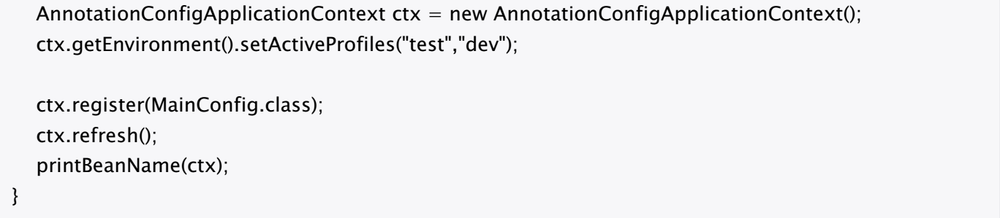 AnnotationConfigApplicationContext ctx = new AnnotationConfigApplicationContext();
ctx.getEnvironment().setActiveProfiles("test","dev");
ctx.register(MainConfig.class);
ctx.refresh();
printBeanName(ctx);
}